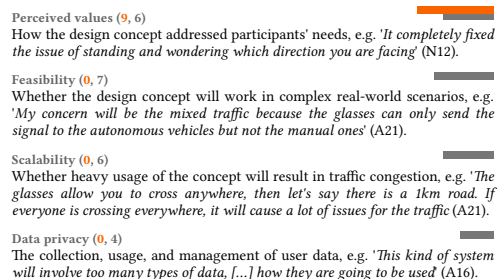 Perceived values (9, 6)
How the design concept addressed participants' needs, e.g. 'It completely fixed
the issue of standing and wondering which direction you are facing' (N12).
Feasibility (0, 7)
Whether the design concept will work in complex real-world scenarios, e.g.
'My concern will be the mixed traffic because the glasses can only send the
signal to the autonomous vehicles but not the manual ones' (A21).
Scalability (0, 6)
Whether heavy usage of the concept will result in traffic congestion, e.g. 'The
glasses allow you to cross anywhere, then let's say there is a 1km road. If
everyone is crossing everywhere, it will cause a lot of issues for the traffic (A21).
Data privacy (0, 4)
The collection, usage, and management of user data, e.g. 'This kind of system
will involve too many types of data, [...] how they are going to be used' (A16).